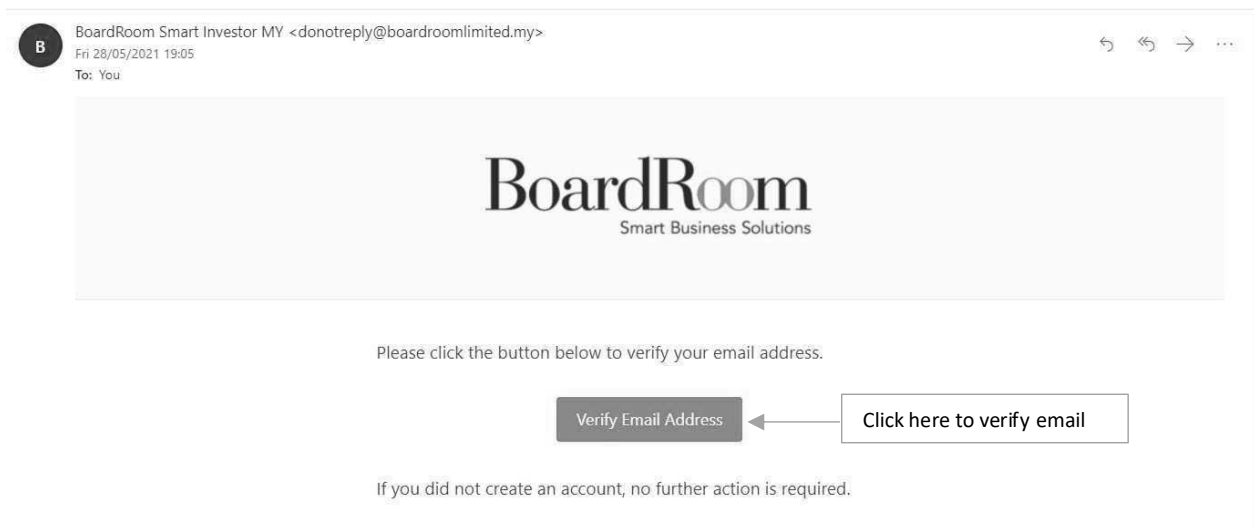 B
BoardRoom Smart Investor MY <donotreply@boardroomlimited.my>
Fri 28/05/2021 19:05
To: You
BoardRoom
Smart Business Solutions
Please click the button below to verify your email address.
Verify Email Address
Click here to verify email
If you did not create an account, no further action is required.